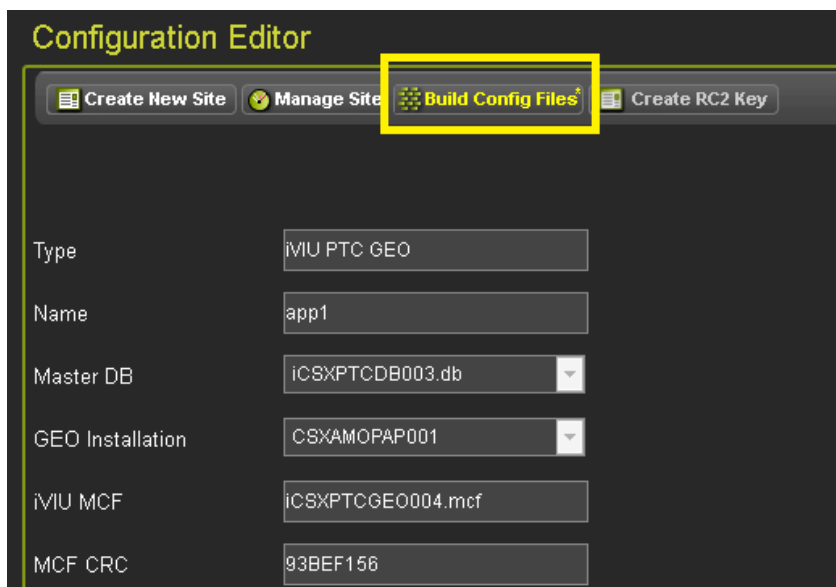 Configuration Editor
Create New Site Manage Site Build Config Files* Create RC2 Key
Type iVIU PTC GEO
Name app1
Master DB iCSXPTCDB003.db
GEO Installation CSXAMOPAP001
iVIU MCF iCSXPTCGEO004.mcf
MCF CRC 93BEF156